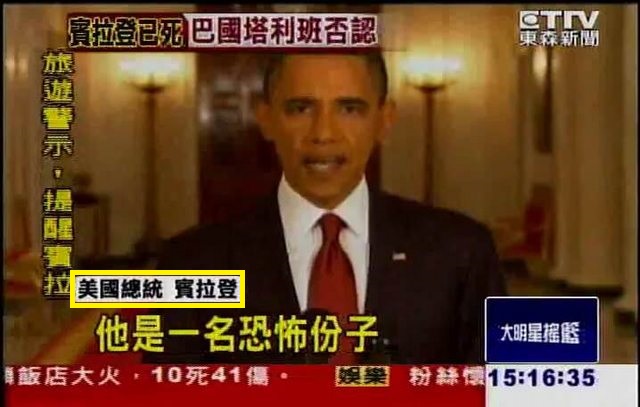 賓拉登已死 巴國塔利班否認
ETTV
東森新聞
旅遊警示，提醒賓拉
美國總統 賓拉登
他是一名恐怖份子
大明星搖籃
飯店大火，10死41傷。 娛樂 粉絲懷
15:16:35